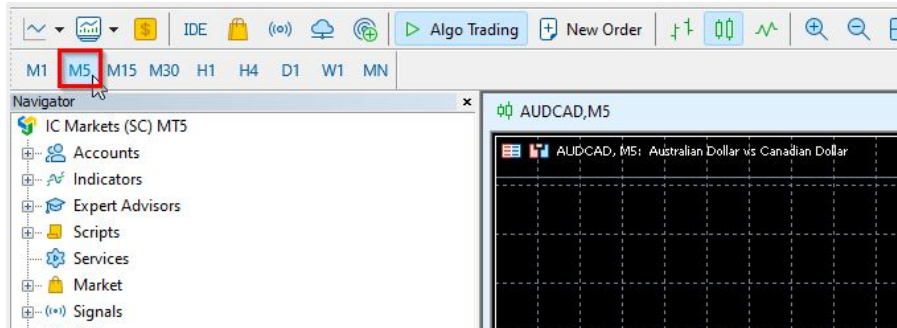 IDE Algo Trading New Order
M1 M5 M15 M30 H1 H4 D1 W1 MN
Navigator
IC Markets (SC) MT5
Accounts
Indicators
Expert Advisors
Scripts
Services
Market
Signals
AUDCAD,M5
AUDCAD, M5: Australian Dollar vs Canadian Dollar